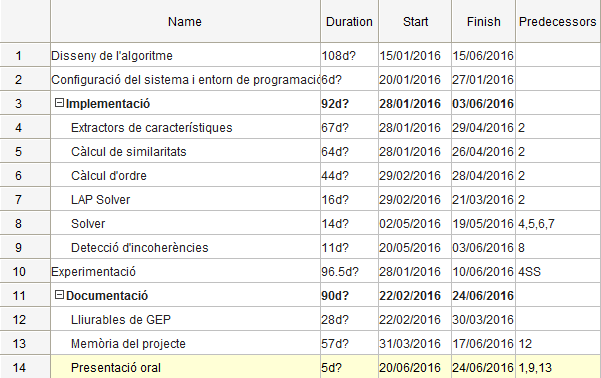 Name Duration Start Finish Predecessors
1 Disseny de l'algoritme 108d? 15/01/2016 15/06/2016
2 Configuració del sistema i entorn de programació 6d? 20/01/2016 27/01/2016
3 Implementació 92d? 28/01/2016 03/06/2016
4 Extractors de característiques 67d? 28/01/2016 29/04/2016 2
5 Càlcul de similaritats 64d? 28/01/2016 26/04/2016 2
6 Càlcul d'ordre 44d? 29/02/2016 28/04/2016 2
7 LAP Solver 16d? 29/02/2016 21/03/2016 2
8 Solver 14d? 02/05/2016 19/05/2016 4,5,6,7
9 Detecció d'incoherències 11d? 20/05/2016 03/06/2016 8
10 Experimentació 96.5d? 28/01/2016 10/06/2016 4SS
11 Documentació 90d? 22/02/2016 24/06/2016
12 Lliurables de GEP 28d? 22/02/2016 30/03/2016
13 Memòria del projecte 57d? 31/03/2016 17/06/2016 12
14 Presentació oral 5d? 20/06/2016 24/06/2016 1,9,13